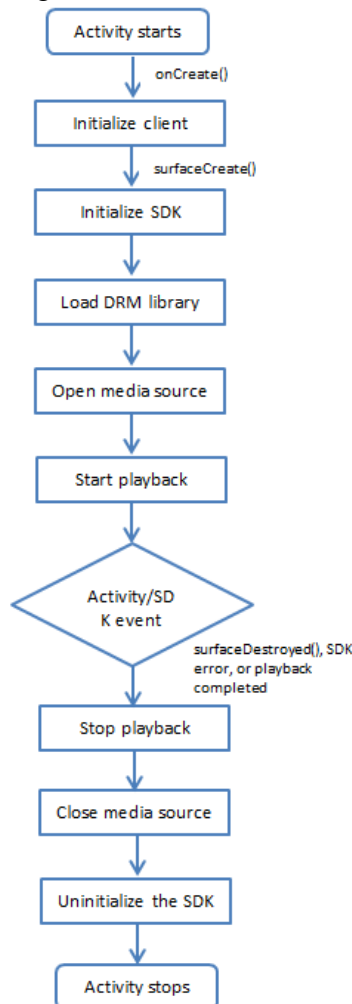 Activity starts
onCreate()
Initialize client
surfaceCreate()
Initialize SDK
Load DRM library
Open media source
Start playback
Activity/SD
K event
surfaceDestroyed(), SDK
error, or playback
completed
Stop playback
Close media source
Uninitialize the SDK
Activity stops